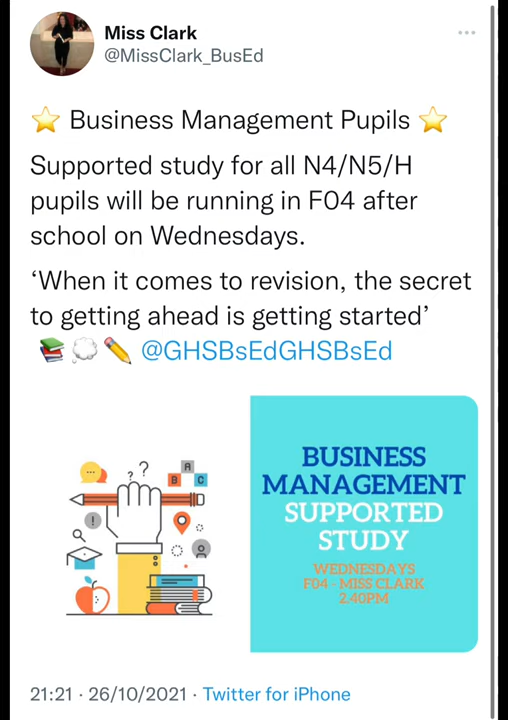 Miss Clark
@MissClark_BusEd
⭐ Business Management Pupils ⭐
Supported study for all N4/N5/H
pupils will be running in F04 after
school on Wednesdays.
‘When it comes to revision, the secret
to getting ahead is getting started’
📚💭✏️ @GHSBsEdGHSBsEd
? ?
A
B C
!
BUSINESS
MANAGEMENT
SUPPORTED
STUDY
WEDNESDAYS
F04 - MISS CLARK
2.40PM
21:21 · 26/10/2021 · Twitter for iPhone